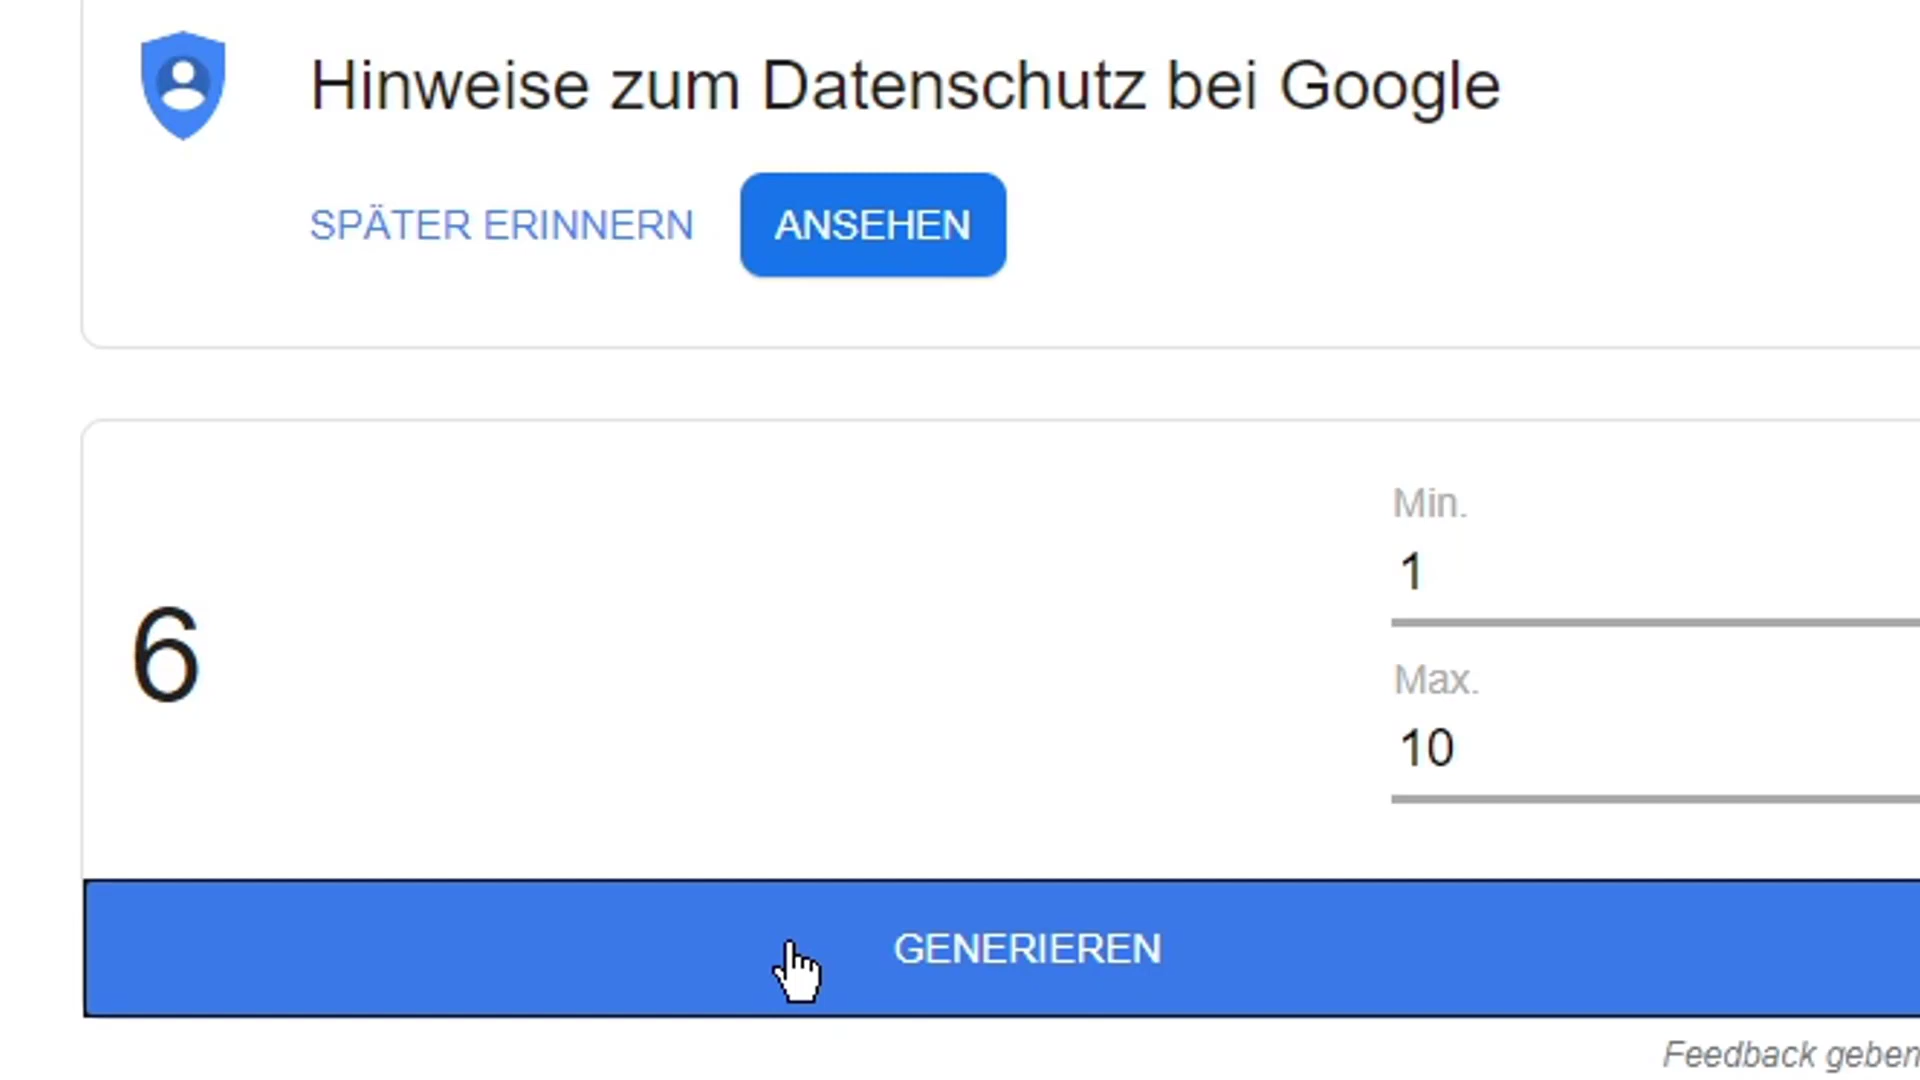 Hinweise zum Datenschutz bei Google
SPÄTER ERINNERN ANSEHEN
Min.
1
6
Max.
10
GENERIEREN
Feedback geben